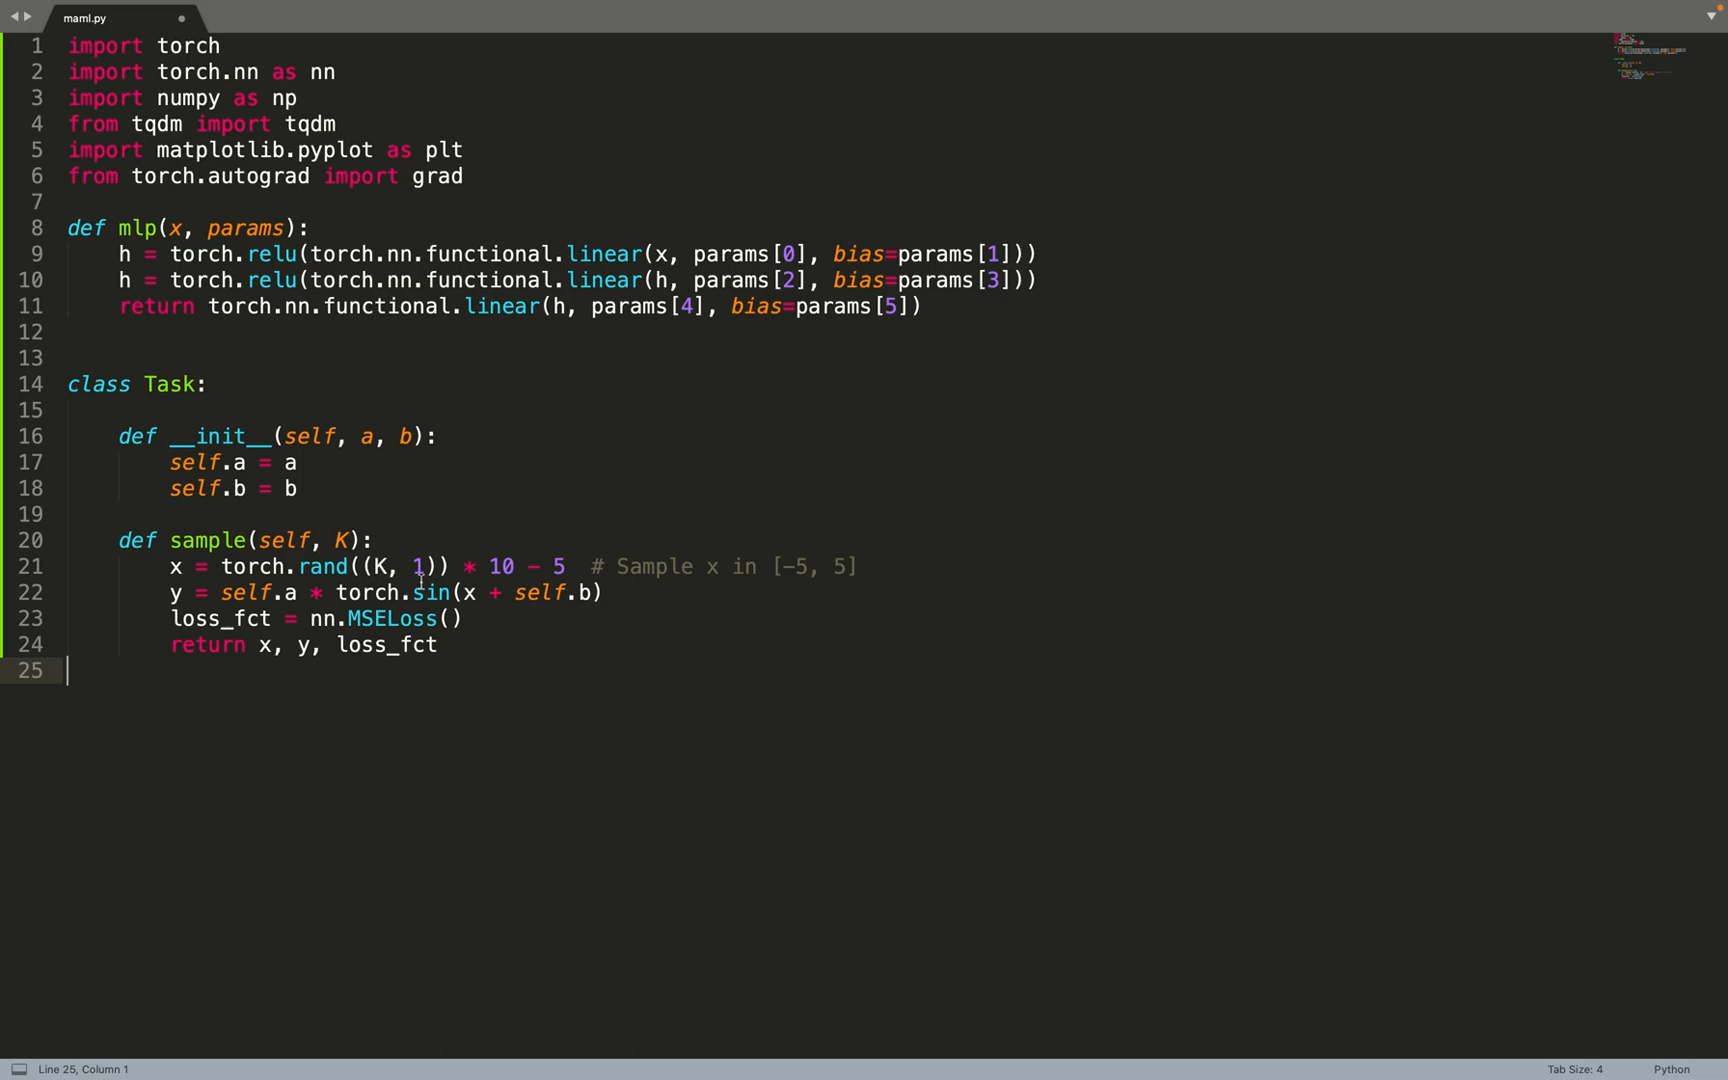 maml.py
1 import torch
2 import torch.nn as nn
3 import numpy as np
4 from tqdm import tqdm
5 import matplotlib.pyplot as plt
6 from torch.autograd import grad
7
8 def mlp(x, params):
9     h = torch.relu(torch.nn.functional.linear(x, params[0], bias=params[1]))
10     h = torch.relu(torch.nn.functional.linear(h, params[2], bias=params[3]))
11     return torch.nn.functional.linear(h, params[4], bias=params[5])
12
13
14 class Task:
15
16     def __init__(self, a, b):
17         self.a = a
18         self.b = b
19
20     def sample(self, K):
21         x = torch.rand((K, 1)) * 10 - 5  # Sample x in [-5, 5]
22         y = self.a * torch.sin(x + self.b)
23         loss_fct = nn.MSELoss()
24         return x, y, loss_fct
25
Line 25, Column 1
Tab Size: 4
Python